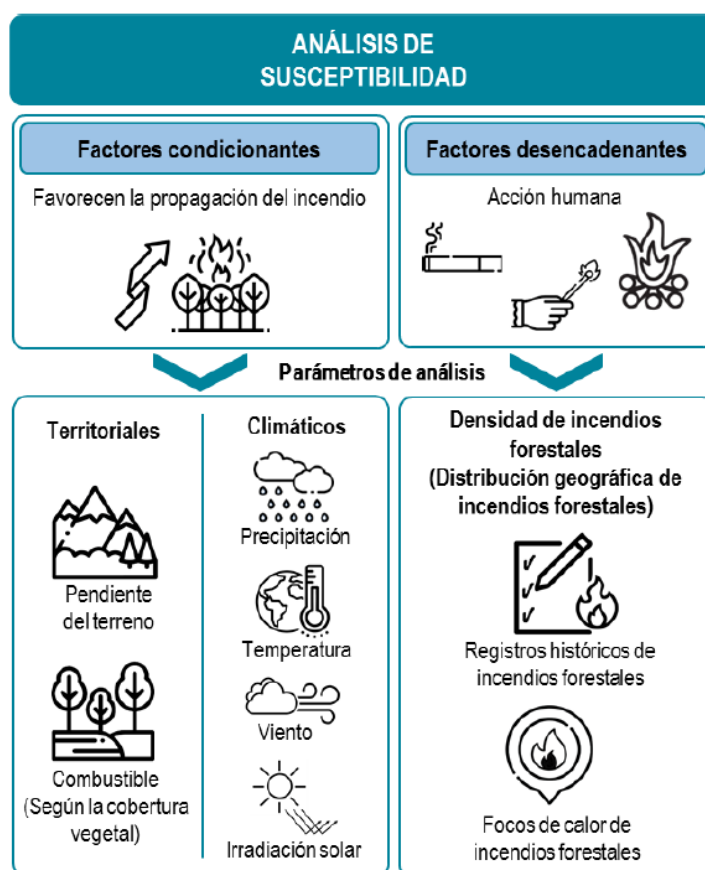 ANÁLISIS DE
SUSCEPTIBILIDAD
Factores condicionantes
Favorecen la propagación del incendio
Factores desencadenantes
Acción humana
Parámetros de análisis
Territoriales
Pendiente
del terreno
Combustible
(Según la cobertura
vegetal)
Climáticos
Precipitación
Temperatura
Viento
Irradiación solar
Densidad de incendios
forestales
(Distribución geográfica de
incendios forestales)
Registros históricos de
incendios forestales
Focos de calor de
incendios forestales